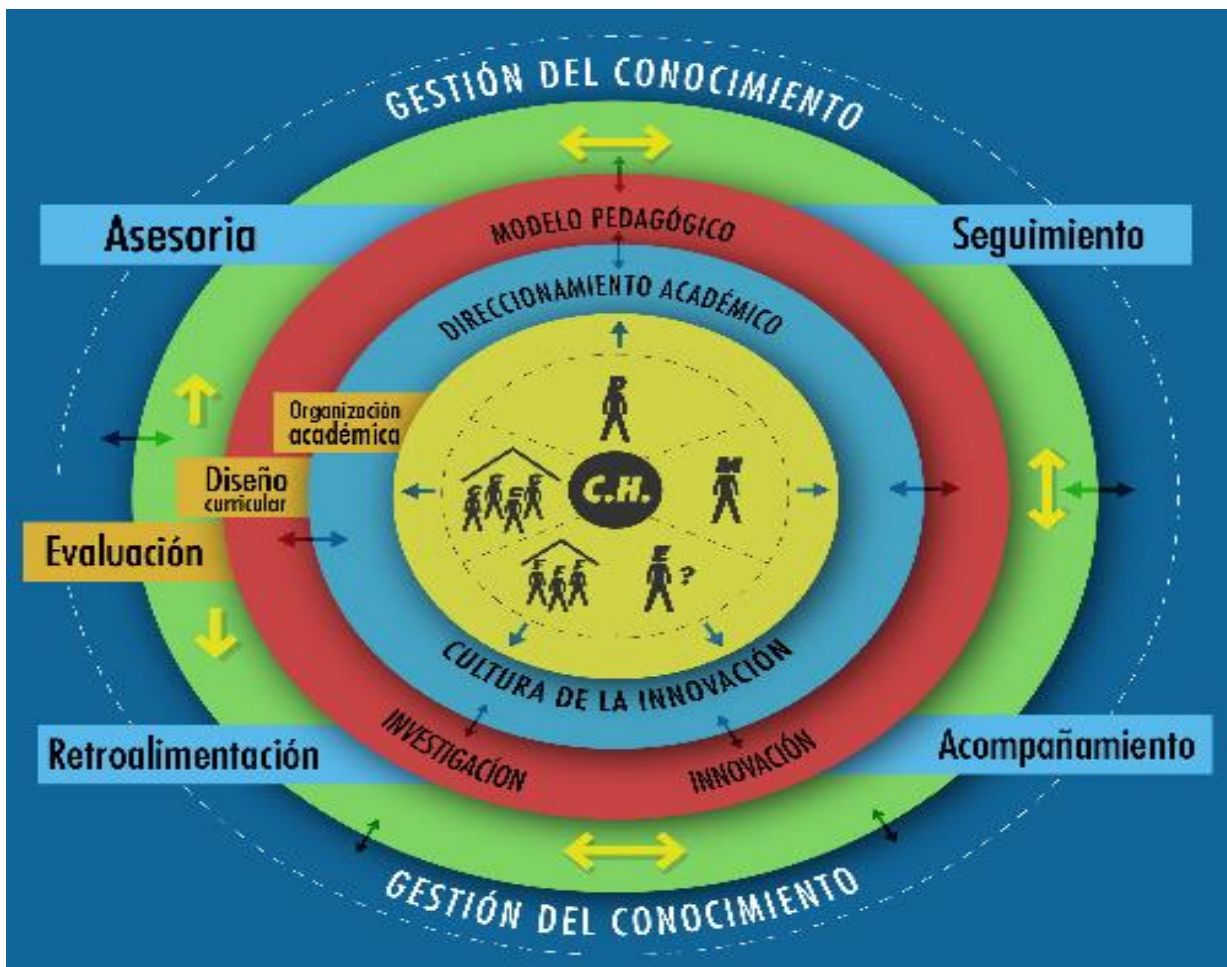 GESTIÓN DEL CONOCIMIENTO
Asesoria
Seguimiento
MODELO PEDAGÓGICO
DIRECCIONAMIENTO ACADÉMICO
Organización
académica
P
C.H.
M
Diseño
curricular
Evaluación
E E E E
E E E
E ?
CULTURA DE LA INNOVACIÓN
INVESTIGACÍON
INNOVACIÓN
Retroalimentación
Acompañamiento
GESTIÓN DEL CONOCIMIENTO